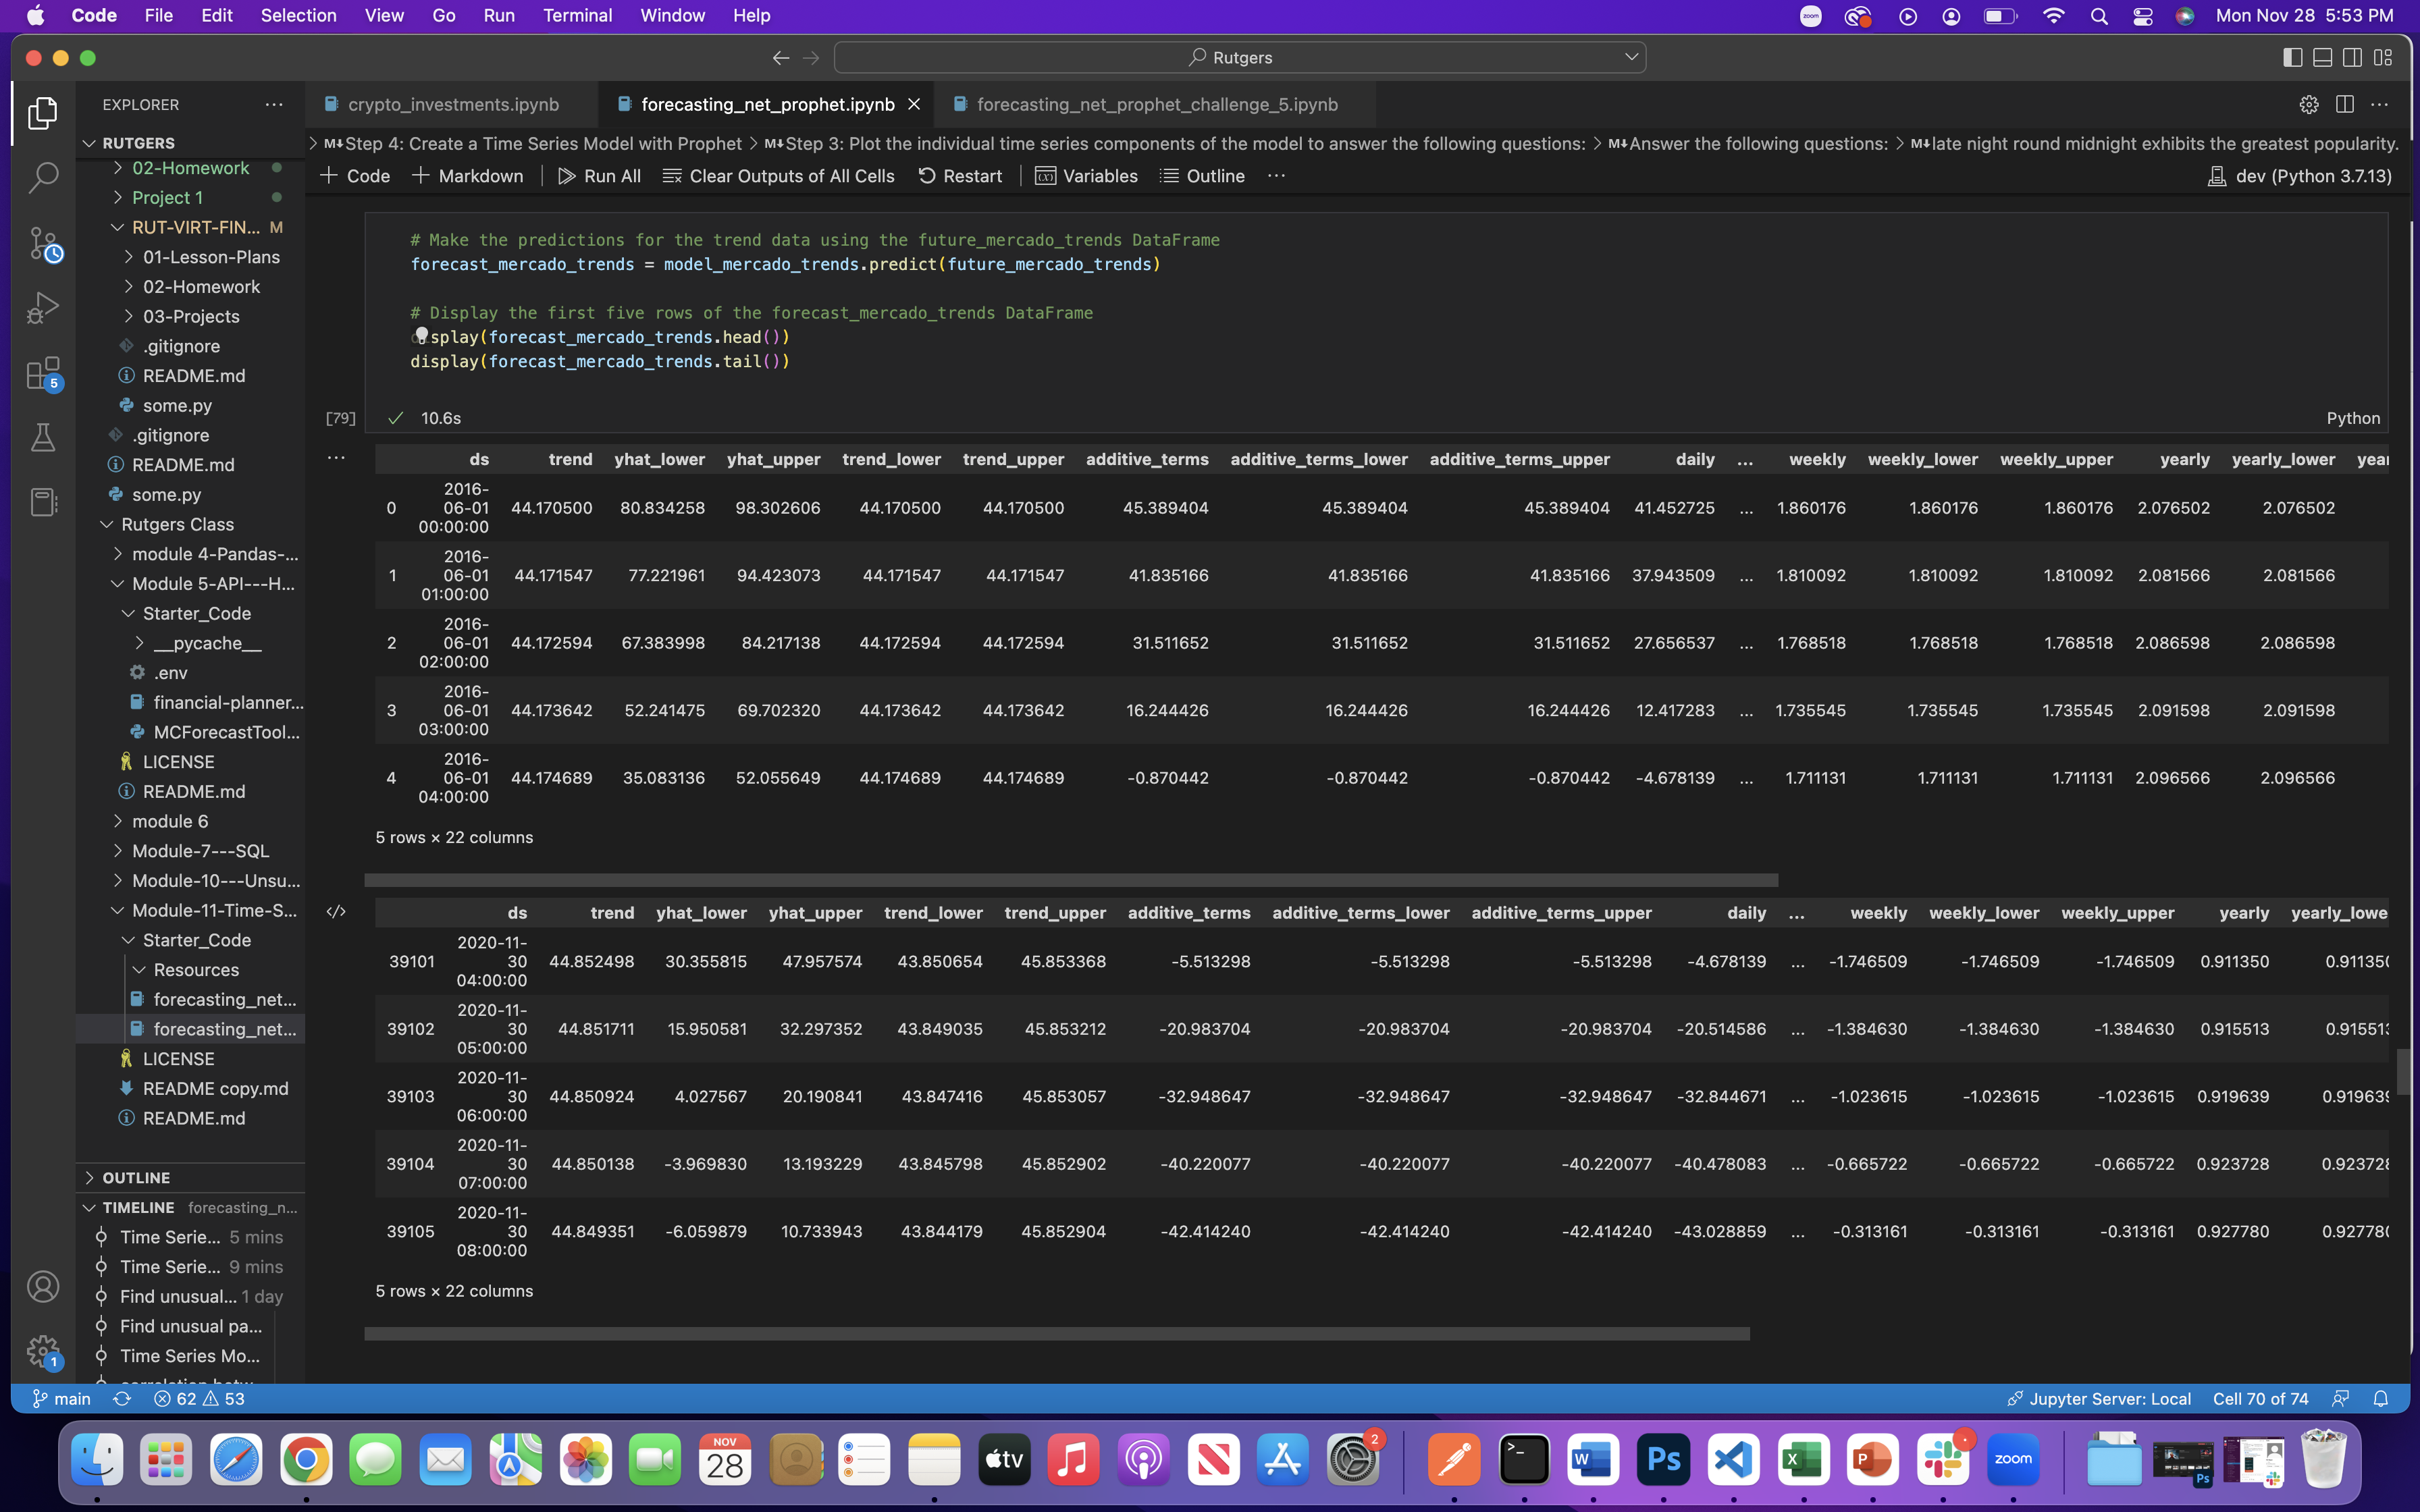 Code File Edit Selection View Go Run Terminal Window Help
zoom Mon Nov 28 5:53 PM
Rutgers
EXPLORER
RUTGERS
02-Homework
Project 1
RUT-VIRT-FIN... M
01-Lesson-Plans
02-Homework
03-Projects
.gitignore
README.md
some.py
.gitignore
README.md
some.py
Rutgers Class
module 4-Pandas-...
Module 5-API---H...
Starter_Code
__pycache__
.env
financial-planner...
MCForecastTool...
LICENSE
README.md
module 6
Module-7---SQL
Module-10---Unsu...
Module-11-Time-S...
Starter_Code
Resources
forecasting_net...
forecasting_net...
LICENSE
README copy.md
README.md
OUTLINE
TIMELINE forecasting_n...
Time Serie... 5 mins
Time Serie... 9 mins
Find unusual... 1 day
Find unusual pa...
Time Series Mo...
5
1
crypto_investments.ipynb forecasting_net_prophet.ipynb forecasting_net_prophet_challenge_5.ipynb
M↓Step 4: Create a Time Series Model with Prophet > M↓Step 3: Plot the individual time series components of the model to answer the following questions: > M↓Answer the following questions: > M↓late night round midnight exhibits the greatest popularity.
+ Code + Markdown Run All Clear Outputs of All Cells Restart Variables Outline ... dev (Python 3.7.13)
# Make the predictions for the trend data using the future_mercado_trends DataFrame
forecast_mercado_trends = model_mercado_trends.predict(future_mercado_trends)
# Display the first five rows of the forecast_mercado_trends DataFrame
display(forecast_mercado_trends.head())
display(forecast_mercado_trends.tail())
[79] ✓ 10.6s Python
ds trend yhat_lower yhat_upper trend_lower trend_upper additive_terms additive_terms_lower additive_terms_upper daily ... weekly weekly_lower weekly_upper yearly yearly_lower year
0 2016-06-01 00:00:00 44.170500 80.834258 98.302606 44.170500 44.170500 45.389404 45.389404 45.389404 41.452725 ... 1.860176 1.860176 1.860176 2.076502 2.076502
1 2016-06-01 01:00:00 44.171547 77.221961 94.423073 44.171547 44.171547 41.835166 41.835166 41.835166 37.943509 ... 1.810092 1.810092 1.810092 2.081566 2.081566
2 2016-06-01 02:00:00 44.172594 67.383998 84.217138 44.172594 44.172594 31.511652 31.511652 31.511652 27.656537 ... 1.768518 1.768518 1.768518 2.086598 2.086598
3 2016-06-01 03:00:00 44.173642 52.241475 69.702320 44.173642 44.173642 16.244426 16.244426 16.244426 12.417283 ... 1.735545 1.735545 1.735545 2.091598 2.091598
4 2016-06-01 04:00:00 44.174689 35.083136 52.055649 44.174689 44.174689 -0.870442 -0.870442 -0.870442 -4.678139 ... 1.711131 1.711131 1.711131 2.096566 2.096566
5 rows × 22 columns
ds trend yhat_lower yhat_upper trend_lower trend_upper additive_terms additive_terms_lower additive_terms_upper daily ... weekly weekly_lower weekly_upper yearly yearly_lowe
39101 2020-11-30 04:00:00 44.852498 30.355815 47.957574 43.850654 45.853368 -5.513298 -5.513298 -5.513298 -4.678139 ... -1.746509 -1.746509 -1.746509 0.911350 0.911350
39102 2020-11-30 05:00:00 44.851711 15.950581 32.297352 43.849035 45.853212 -20.983704 -20.983704 -20.983704 -20.514586 ... -1.384630 -1.384630 -1.384630 0.915513 0.915513
39103 2020-11-30 06:00:00 44.850924 4.027567 20.190841 43.847416 45.853057 -32.948647 -32.948647 -32.948647 -32.844671 ... -1.023615 -1.023615 -1.023615 0.919639 0.919639
39104 2020-11-30 07:00:00 44.850138 -3.969830 13.193229 43.845798 45.852902 -40.220077 -40.220077 -40.220077 -40.478083 ... -0.665722 -0.665722 -0.665722 0.923728 0.923728
39105 2020-11-30 08:00:00 44.849351 -6.059879 10.733943 43.844179 45.852904 -42.414240 -42.414240 -42.414240 -43.028859 ... -0.313161 -0.313161 -0.313161 0.927780 0.927780
5 rows × 22 columns
main 62 53 Jupyter Server: Local Cell 70 of 74
NOV 28 tv 2 W Ps X P zoom Ps